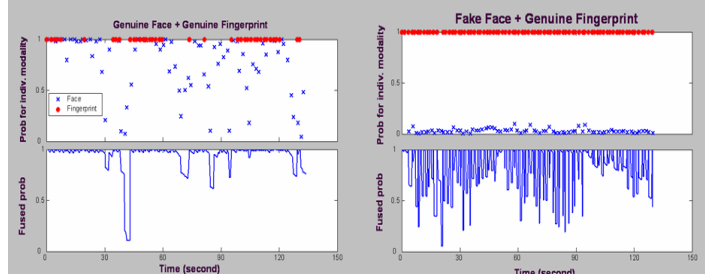 Genuine Face + Genuine Fingerprint
Prob for indiv. modality
1
0.5
0
Face
Fingerprint
Fused prob
1
0.5
0
0
30
60
90
120
150
Time (second)
Fake Face + Genuine Fingerprint
Prob for indiv. modality
1
0.5
0
Fused prob
1
0.5
0
0
30
60
90
120
150
Time (second)